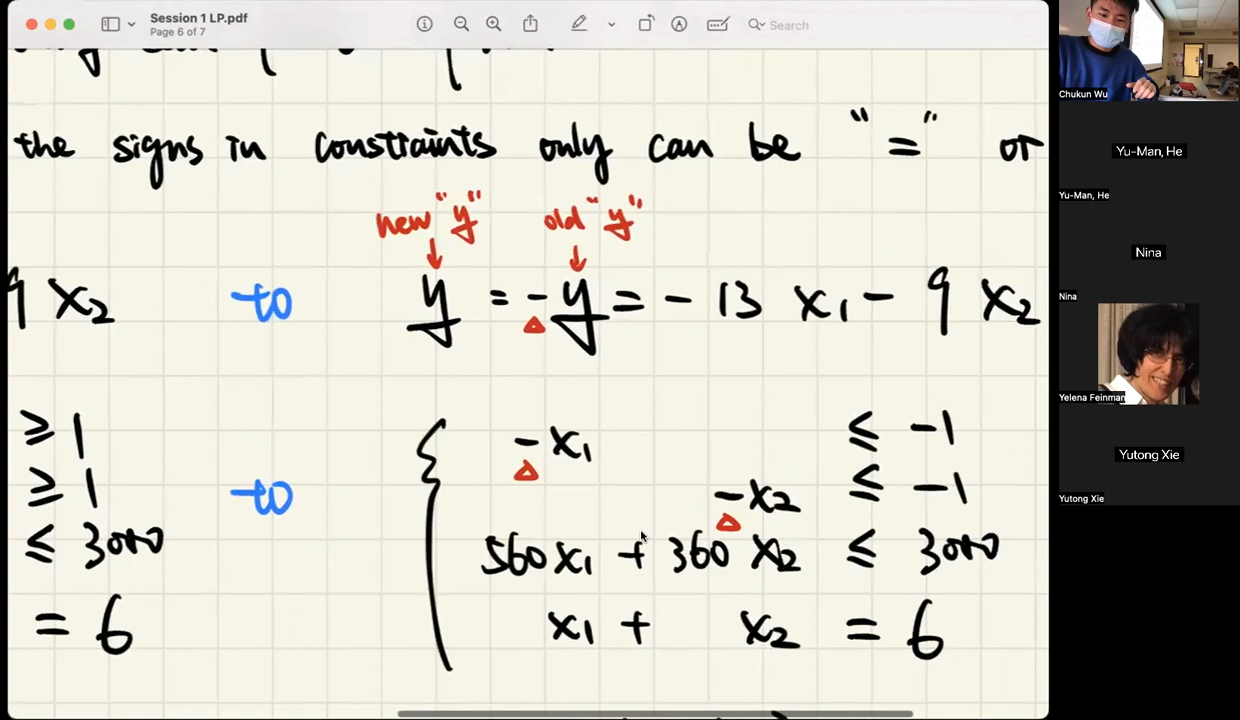 Session 1 LP.pdf
Page 6 of 7
Search
the signs in constraints only can be "=" or
new "y" old "y"
9 x₂ to y = -y = - 13 x₁ - 9 x₂
≥ 1 - x₁ ≤ -1
≥ 1 to -x₂ ≤ -1
≤ 3000 560x₁ + 360 x₂ ≤ 3000
= 6 x₁ + x₂ = 6
Chukun Wu
Yu-Man, He
Yu-Man, He
Nina
Nina
Yelena Feinman
Yutong Xie
Yutong Xie